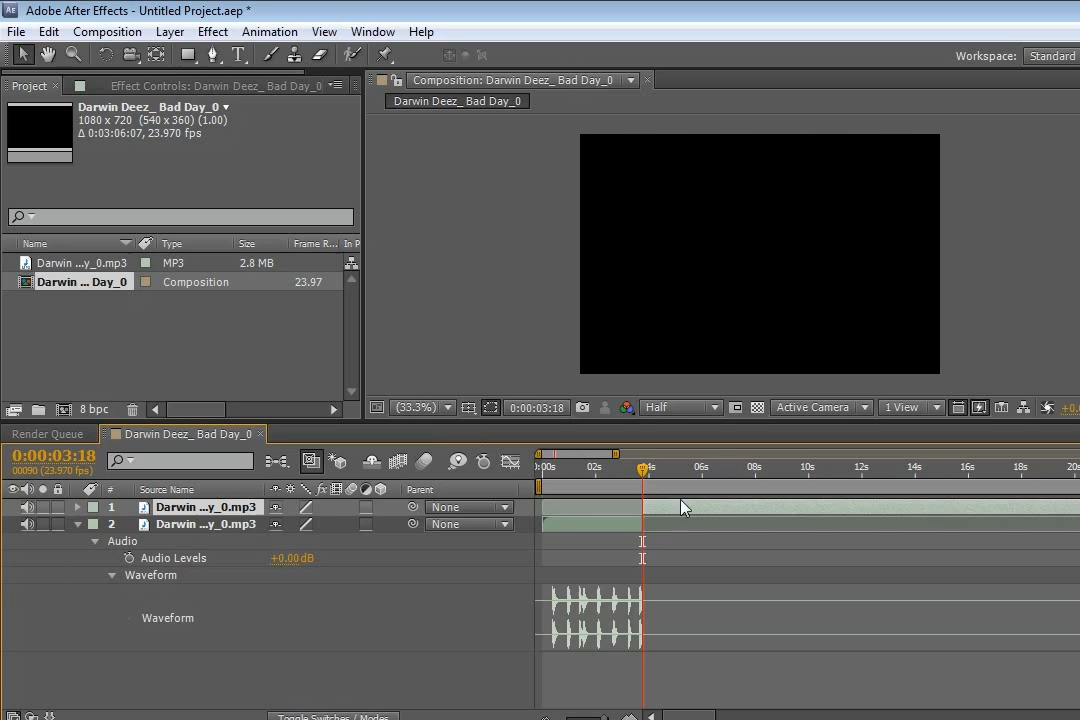 Adobe After Effects - Untitled Project.aep *
File Edit Composition Layer Effect Animation View Window Help
Workspace: Standard
Project × Effect Controls: Darwin Deez_ Bad Day_0
Composition: Darwin Deez_ Bad Day_0
Darwin Deez_ Bad Day_0
Darwin Deez_ Bad Day_0
1080 x 720 (540 x 360) (1.00)
Δ 0:03:06:07, 23.970 fps
Name Type Size Frame R... In P
Darwin ...y_0.mp3 MP3 2.8 MB
Darwin ... Day_0 Composition 23.97
8 bpc
(33.3%) 0:00:03:18 Half Active Camera 1 View +0.
Render Queue Darwin Deez_ Bad Day_0 ×
0:00:03:18
00090 (23.970 fps)
):00s 02s 04s 06s 08s 10s 12s 14s 16s 18s 20s
# Source Name Parent
1 Darwin ...y_0.mp3 None
2 Darwin ...y_0.mp3 None
Audio
Audio Levels +0.00dB
Waveform
Waveform
Toggle Switches / Modes